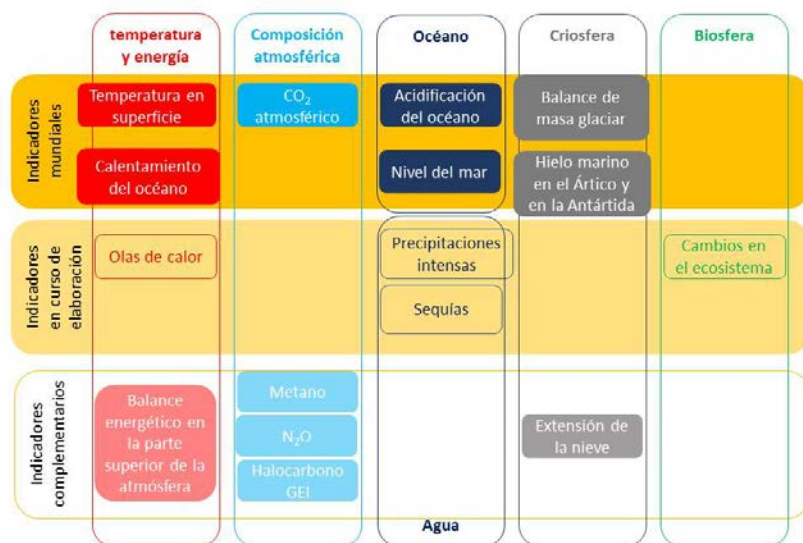 temperatura
y energía
Composición
atmosférica
Océano
Criosfera
Biosfera
Indicadores
mundiales
Temperatura en
superficie
CO₂
atmosférico
Acidificación
del océano
Balance de
masa glaciar
Calentamiento
del océano
Nivel del mar
Hielo marino
en el Ártico y
en la Antártida
Indicadores
en curso de
elaboración
Olas de calor
Precipitaciones
intensas
Cambios en
el ecosistema
Sequías
Indicadores
complementarios
Balance
energético en
la parte
superior de la
atmósfera
Metano
N₂O
Halocarbono
GEI
Extensión de
la nieve
Agua